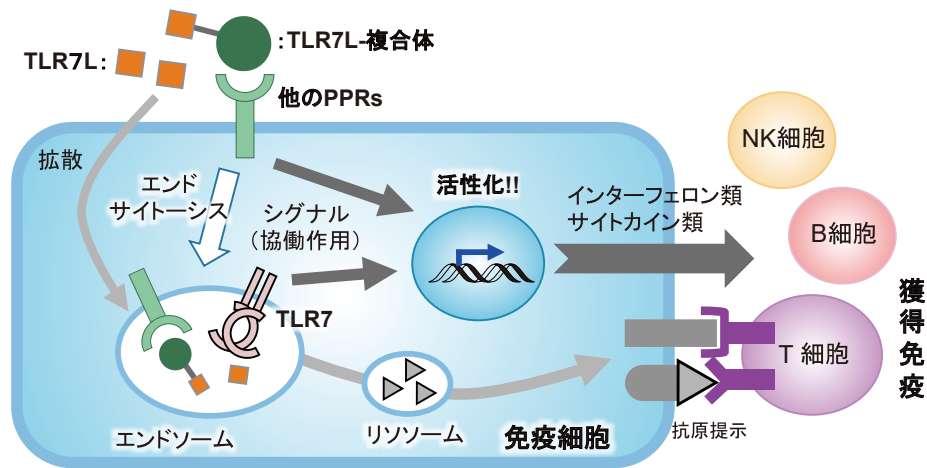 :TLR7L-複合体
TLR7L:
他のPPRs
拡散
エンド
サイトーシス
シグナル
（協働作用）
活性化!!
インターフェロン類
サイトカイン類
NK細胞
B細胞
T 細胞
獲得免疫
TLR7
エンドソーム
リソソーム
免疫細胞
抗原提示